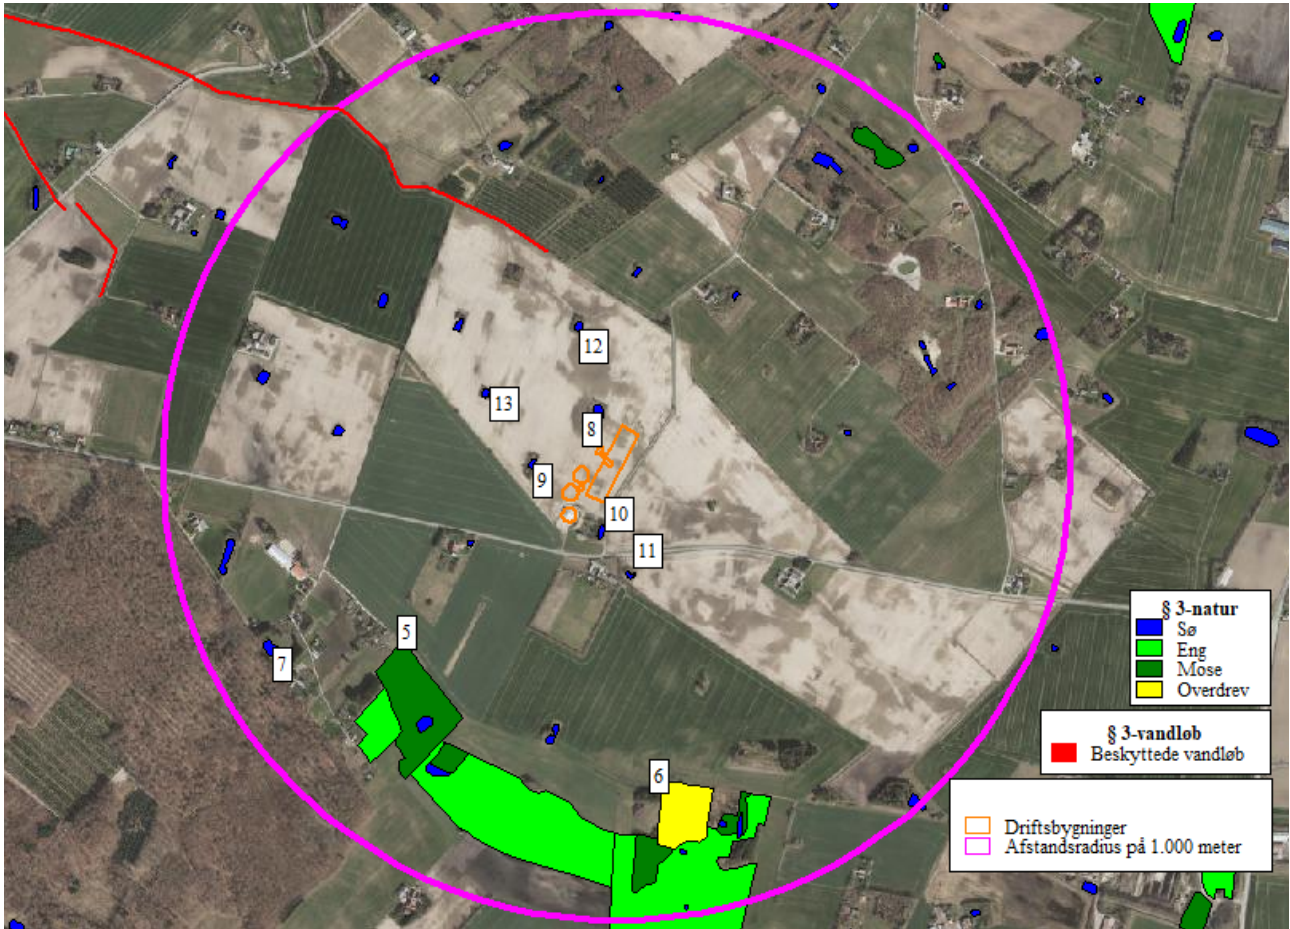 12
13
8
9
10
11
5
7
6
§ 3-natur
Sø
Eng
Mose
Overdrev
§ 3-vandløb
Beskyttede vandløb
Driftsbygninger
Afstandsradius på 1.000 meter